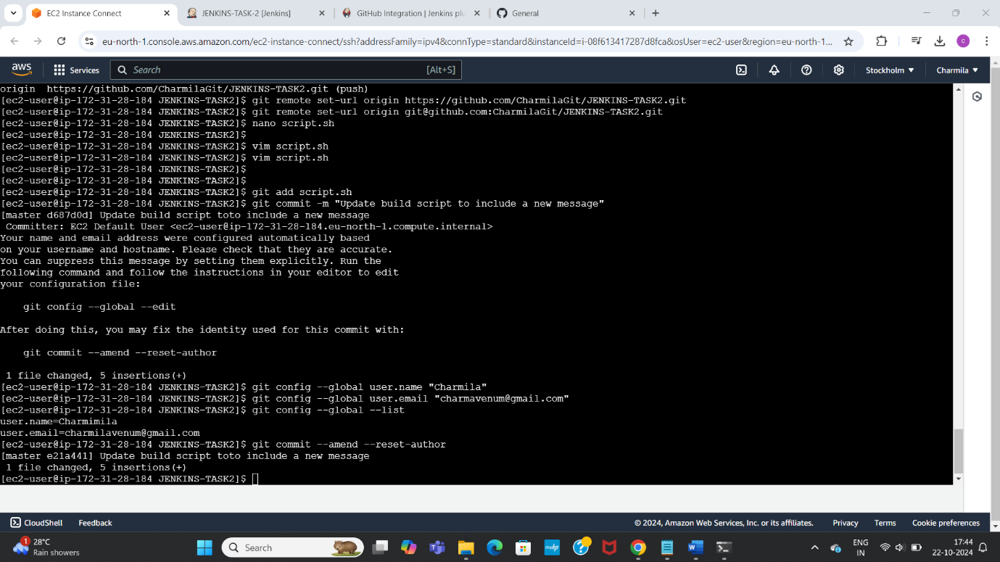 EC2 Instance Connect
JENKINS-TASK-2 [Jenkins]
GitHub Integration | Jenkins plu
General
eu-north-1.console.aws.amazon.com/ec2-instance-connect/ssh?addressFamily=ipv4&connType=standard&instanceId=i-08f613417287d8fca&osUser=ec2-user&region=eu-north-1...
C
aws
Services
Search
[Alt+S]
Stockholm
Charmila
origin  https://github.com/CharmilaGit/JENKINS-TASK2.git (push)
[ec2-user@ip-172-31-28-184 JENKINS-TASK2]$ git remote set-url origin https://github.com/CharmilaGit/JENKINS-TASK2.git
[ec2-user@ip-172-31-28-184 JENKINS-TASK2]$ git remote set-url origin git@github.com:CharmilaGit/JENKINS-TASK2.git
[ec2-user@ip-172-31-28-184 JENKINS-TASK2]$ nano script.sh
[ec2-user@ip-172-31-28-184 JENKINS-TASK2]$
[ec2-user@ip-172-31-28-184 JENKINS-TASK2]$ vim script.sh
[ec2-user@ip-172-31-28-184 JENKINS-TASK2]$ vim script.sh
[ec2-user@ip-172-31-28-184 JENKINS-TASK2]$
[ec2-user@ip-172-31-28-184 JENKINS-TASK2]$
[ec2-user@ip-172-31-28-184 JENKINS-TASK2]$ git add script.sh
[ec2-user@ip-172-31-28-184 JENKINS-TASK2]$ git commit -m "Update build script to include a new message"
[master d687d0d] Update build script toto include a new message
 Committer: EC2 Default User <ec2-user@ip-172-31-28-184.eu-north-1.compute.internal>
Your name and email address were configured automatically based
on your username and hostname. Please check that they are accurate.
You can suppress this message by setting them explicitly. Run the
following command and follow the instructions in your editor to edit
your configuration file:
git config --global --edit
After doing this, you may fix the identity used for this commit with:
git commit --amend --reset-author
 1 file changed, 5 insertions(+)
[ec2-user@ip-172-31-28-184 JENKINS-TASK2]$ git config --global user.name "Charmila"
[ec2-user@ip-172-31-28-184 JENKINS-TASK2]$ git config --global user.email "charmavenum@gmail.com"
[ec2-user@ip-172-31-28-184 JENKINS-TASK2]$ git config --global --list
user.name=Charmimila
user.email=charmilavenum@gmail.com
[ec2-user@ip-172-31-28-184 JENKINS-TASK2]$ git commit --amend --reset-author
[master e21a441] Update build script toto include a new message
 1 file changed, 5 insertions(+)
[ec2-user@ip-172-31-28-184 JENKINS-TASK2]$
CloudShell
Feedback
© 2024, Amazon Web Services, Inc. or its affiliates.
Privacy
Terms
Cookie preferences
1
28°C
Rain showers
Search
ENG
IN
17:44
22-10-2024